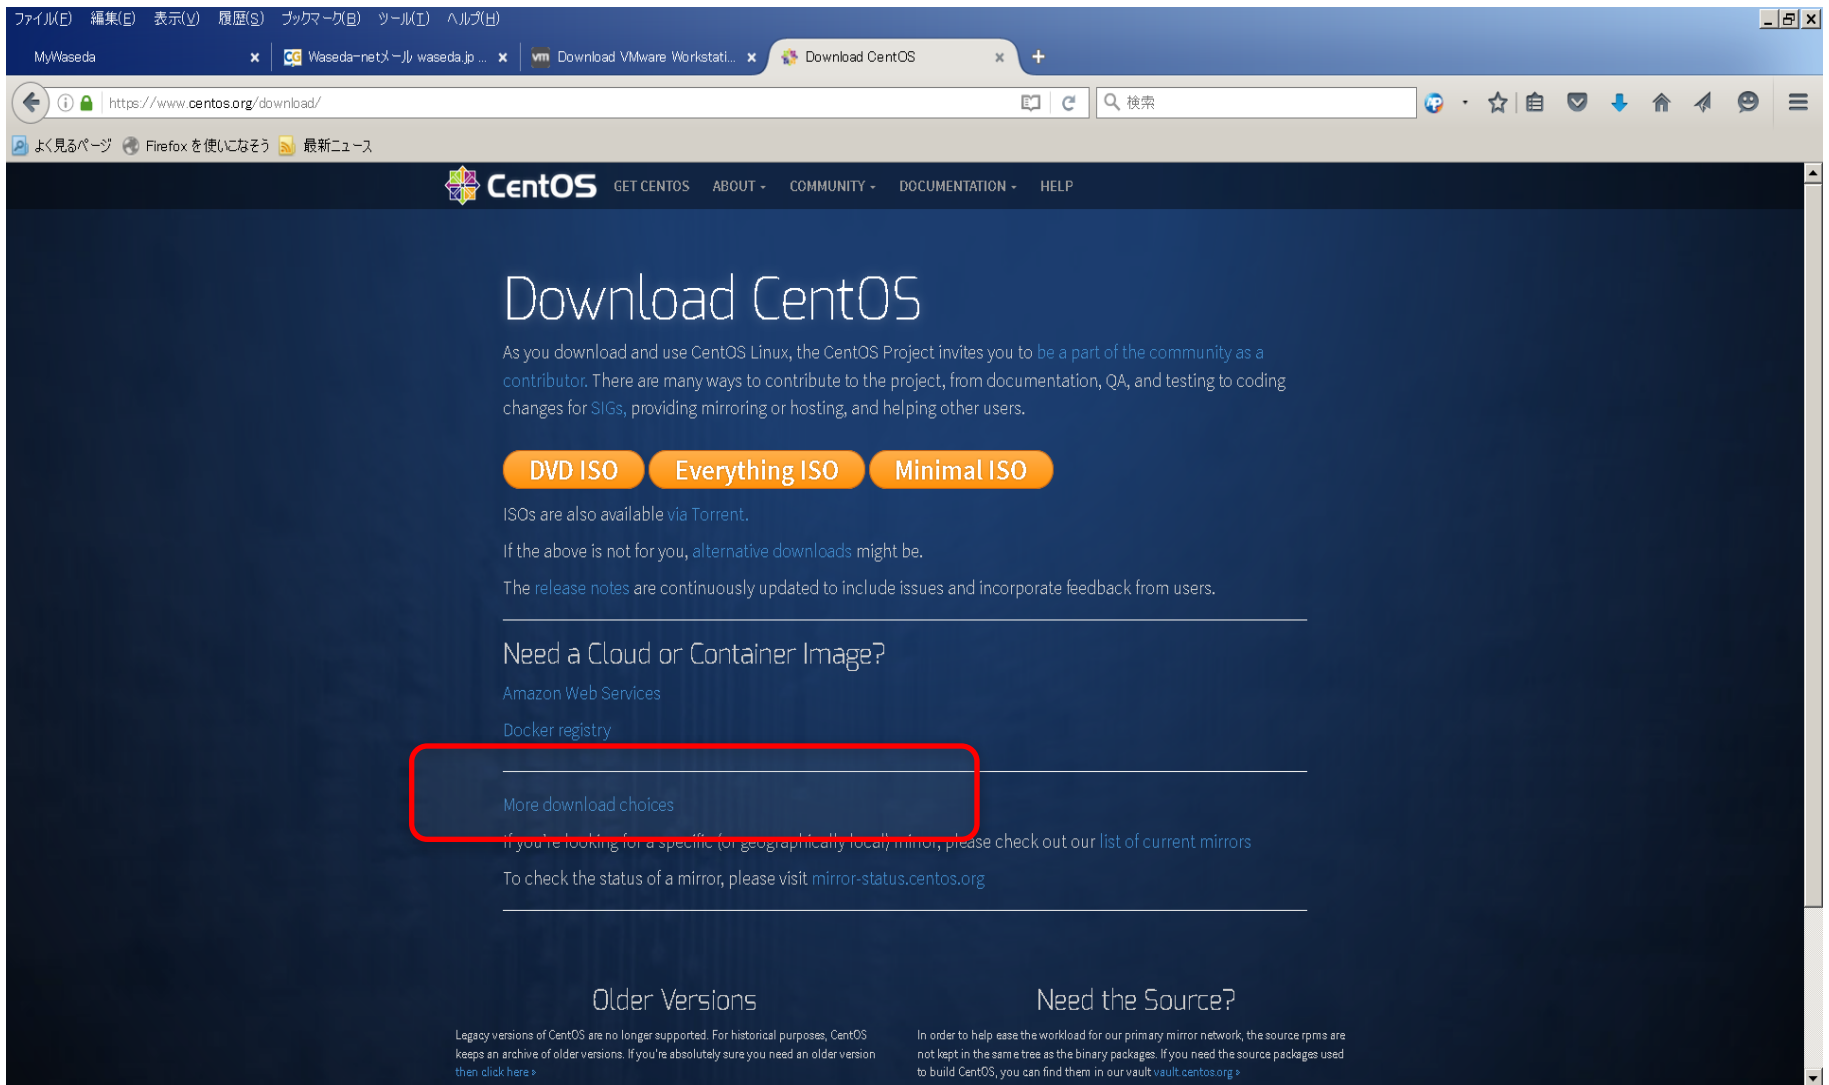 ファイル(F) 編集(E) 表示(V) 履歴(S) ブックマーク(B) ツール(T) ヘルプ(H)
MyWaseda
Waseda-netメール waseda.jp ...
Download VMware Workstati...
Download CentOS
https://www.centos.org/download/
検索
よく見るページ Firefox を使いこなそう 最新ニュース
CentOS GET CENTOS ABOUT COMMUNITY DOCUMENTATION HELP
Download CentOS
As you download and use CentOS Linux, the CentOS Project invites you to be a part of the community as a
contributor. There are many ways to contribute to the project, from documentation, QA, and testing to coding
changes for SIGs, providing mirroring or hosting, and helping other users.
DVD ISO Everything ISO Minimal ISO
ISOs are also available via Torrent.
If the above is not for you, alternative downloads might be.
The release notes are continuously updated to include issues and incorporate feedback from users.
Need a Cloud or Container Image?
Amazon Web Services
Docker registry
More download choices
If you're looking for a specific (or geographically local) mirror, please check out our list of current mirrors
To check the status of a mirror, please visit mirror-status.centos.org
Older Versions
Legacy versions of CentOS are no longer supported. For historical purposes, CentOS
keeps an archive of older versions. If you're absolutely sure you need an older version
then click here »
Need the Source?
In order to help ease the workload for our primary mirror network, the source rpms are
not kept in the same tree as the binary packages. If you need the source packages used
to build CentOS, you can find them in our vault vault.centos.org »